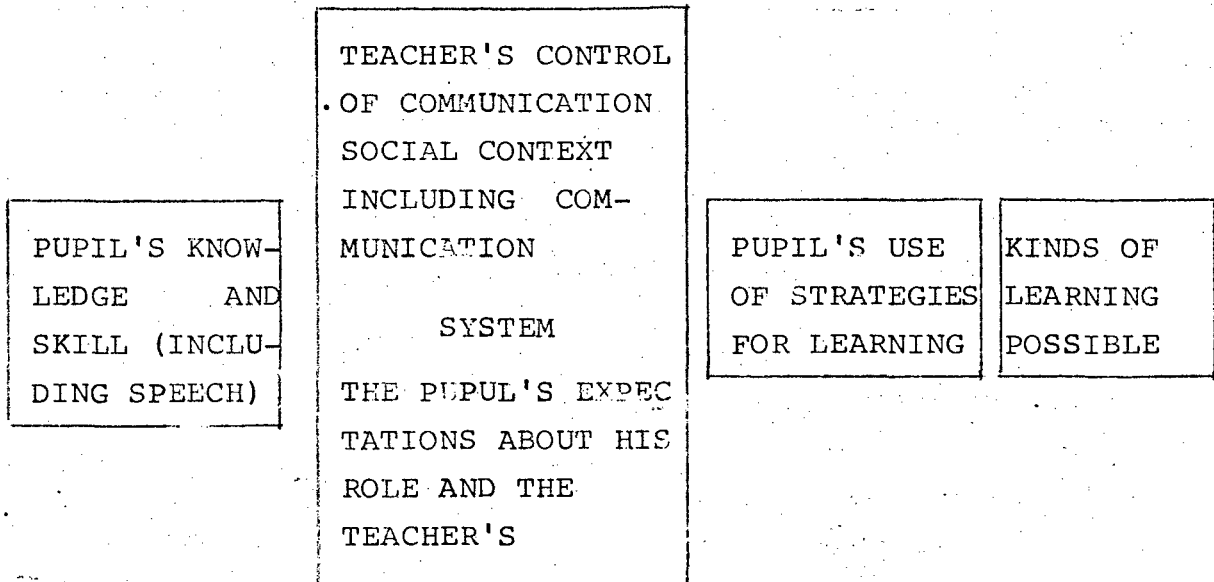 PUPIL'S KNOW-
LEDGE AND
SKILL (INCLU-
DING SPEECH)
TEACHER'S CONTROL
OF COMMUNICATION
SOCIAL CONTEXT
INCLUDING COM-
MUNICATION
SYSTEM
THE PUPUL'S EXPEC
TATIONS ABOUT HIS
ROLE AND THE
TEACHER'S
PUPIL'S USE
OF STRATEGIES
FOR LEARNING
KINDS OF
LEARNING
POSSIBLE